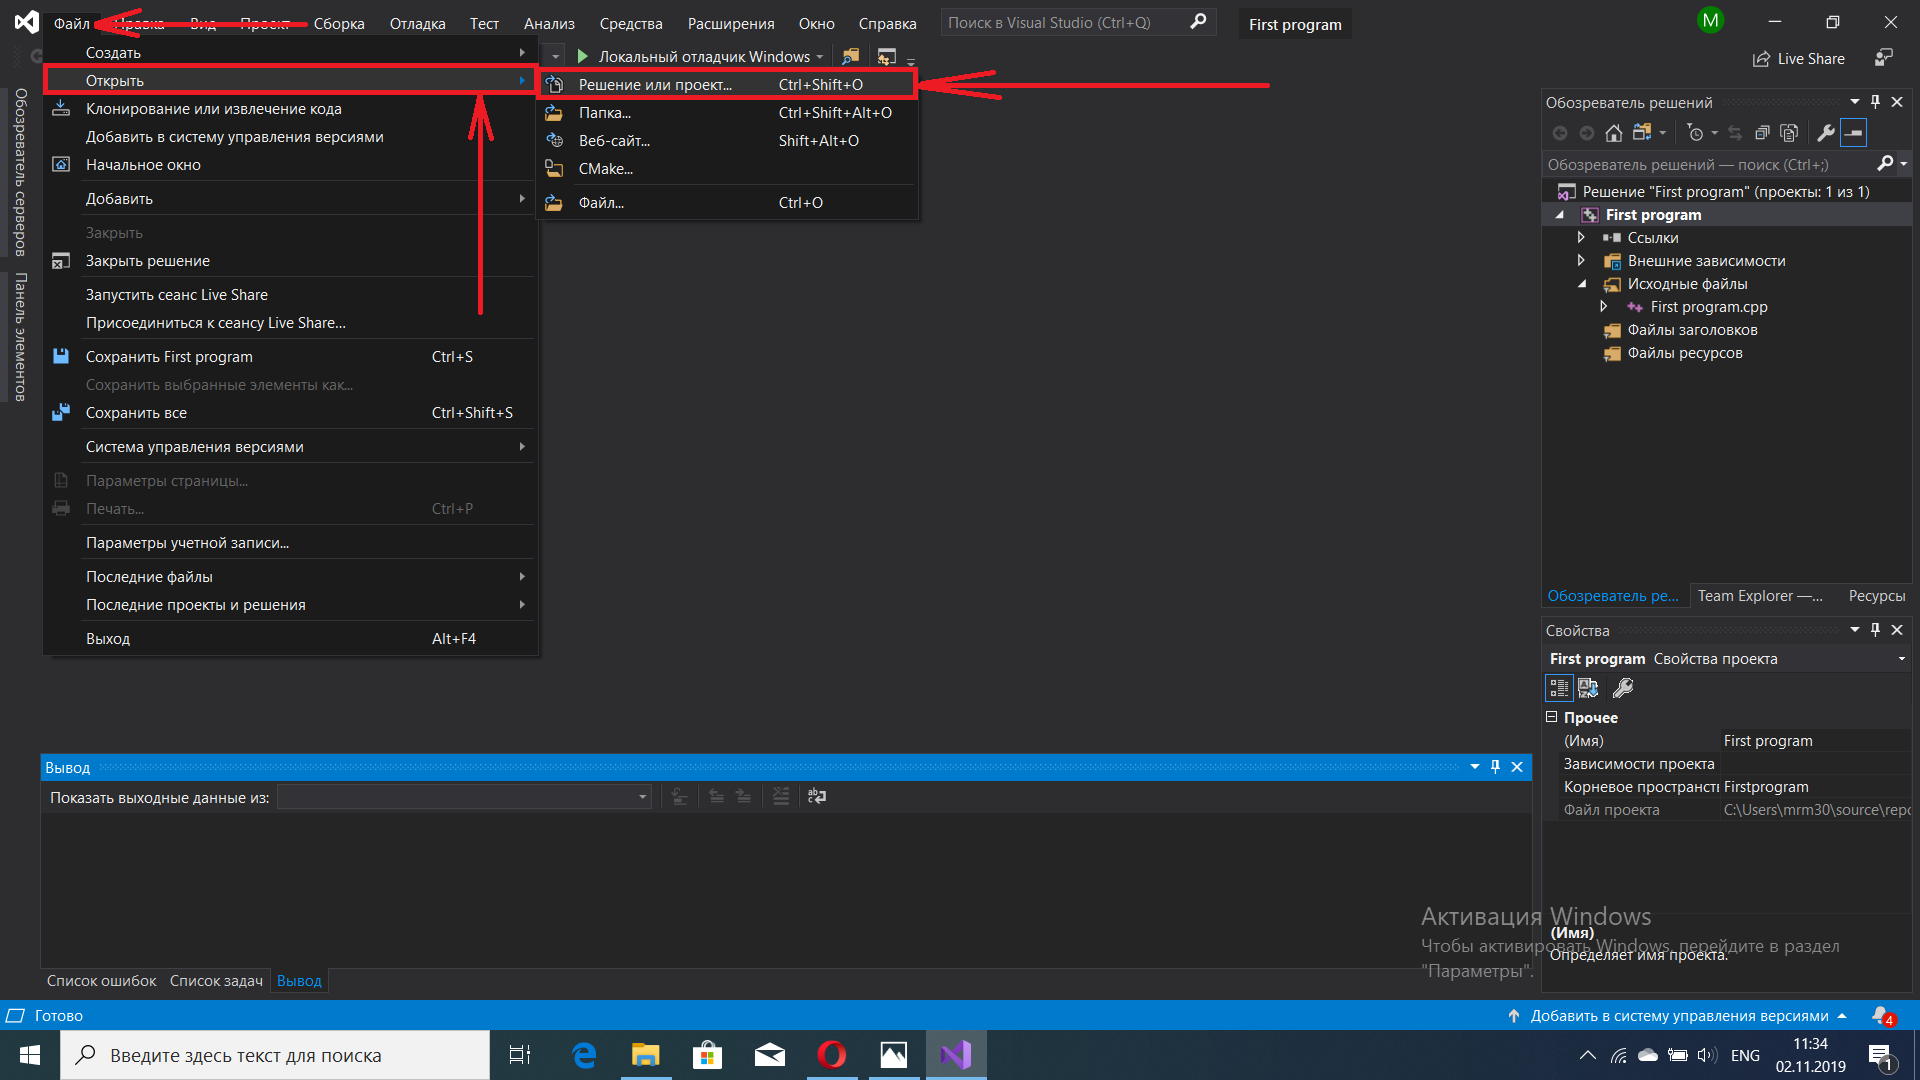 Файл Правка Вид Проект Сборка Отладка Тест Анализ Средства Расширения Окно Справка Поиск в Visual Studio (Ctrl+Q) First program M
Локальный отладчик Windows Live Share
Создать
Открыть
Клонирование или извлечение кода
Добавить в систему управления версиями
Начальное окно
Добавить
Закрыть
Закрыть решение
Запустить сеанс Live Share
Присоединиться к сеансу Live Share...
Сохранить First program Ctrl+S
Сохранить выбранные элементы как...
Сохранить все Ctrl+Shift+S
Система управления версиями
Параметры страницы...
Печать... Ctrl+P
Параметры учетной записи...
Последние файлы
Последние проекты и решения
Выход Alt+F4
Решение или проект... Ctrl+Shift+O
Папка... Ctrl+Shift+Alt+O
Веб-сайт... Shift+Alt+O
CMake...
Файл... Ctrl+O
Обозреватель серверов
Панель элементов
Обозреватель решений
Обозреватель решений — поиск (Ctrl+;)
Решение "First program" (проекты: 1 из 1)
First program
Ссылки
Внешние зависимости
Исходные файлы
First program.cpp
Файлы заголовков
Файлы ресурсов
Обозреватель ре... Team Explorer —... Ресурсы
Свойства
First program Свойства проекта
Прочее
(Имя) First program
Зависимости проекта
Корневое пространсті Firstprogram
Файл проекта C:\Users\mrm30\source\repo
(Имя)
Определяет имя проекта.
Вывод
Показать выходные данные из:
Список ошибок Список задач Вывод
Активация Windows
Чтобы активировать Windows, перейдите в раздел
"Параметры".
Готово Добавить в систему управления версиями 4
Введите здесь текст для поиска ENG 11:34
02.11.2019 1